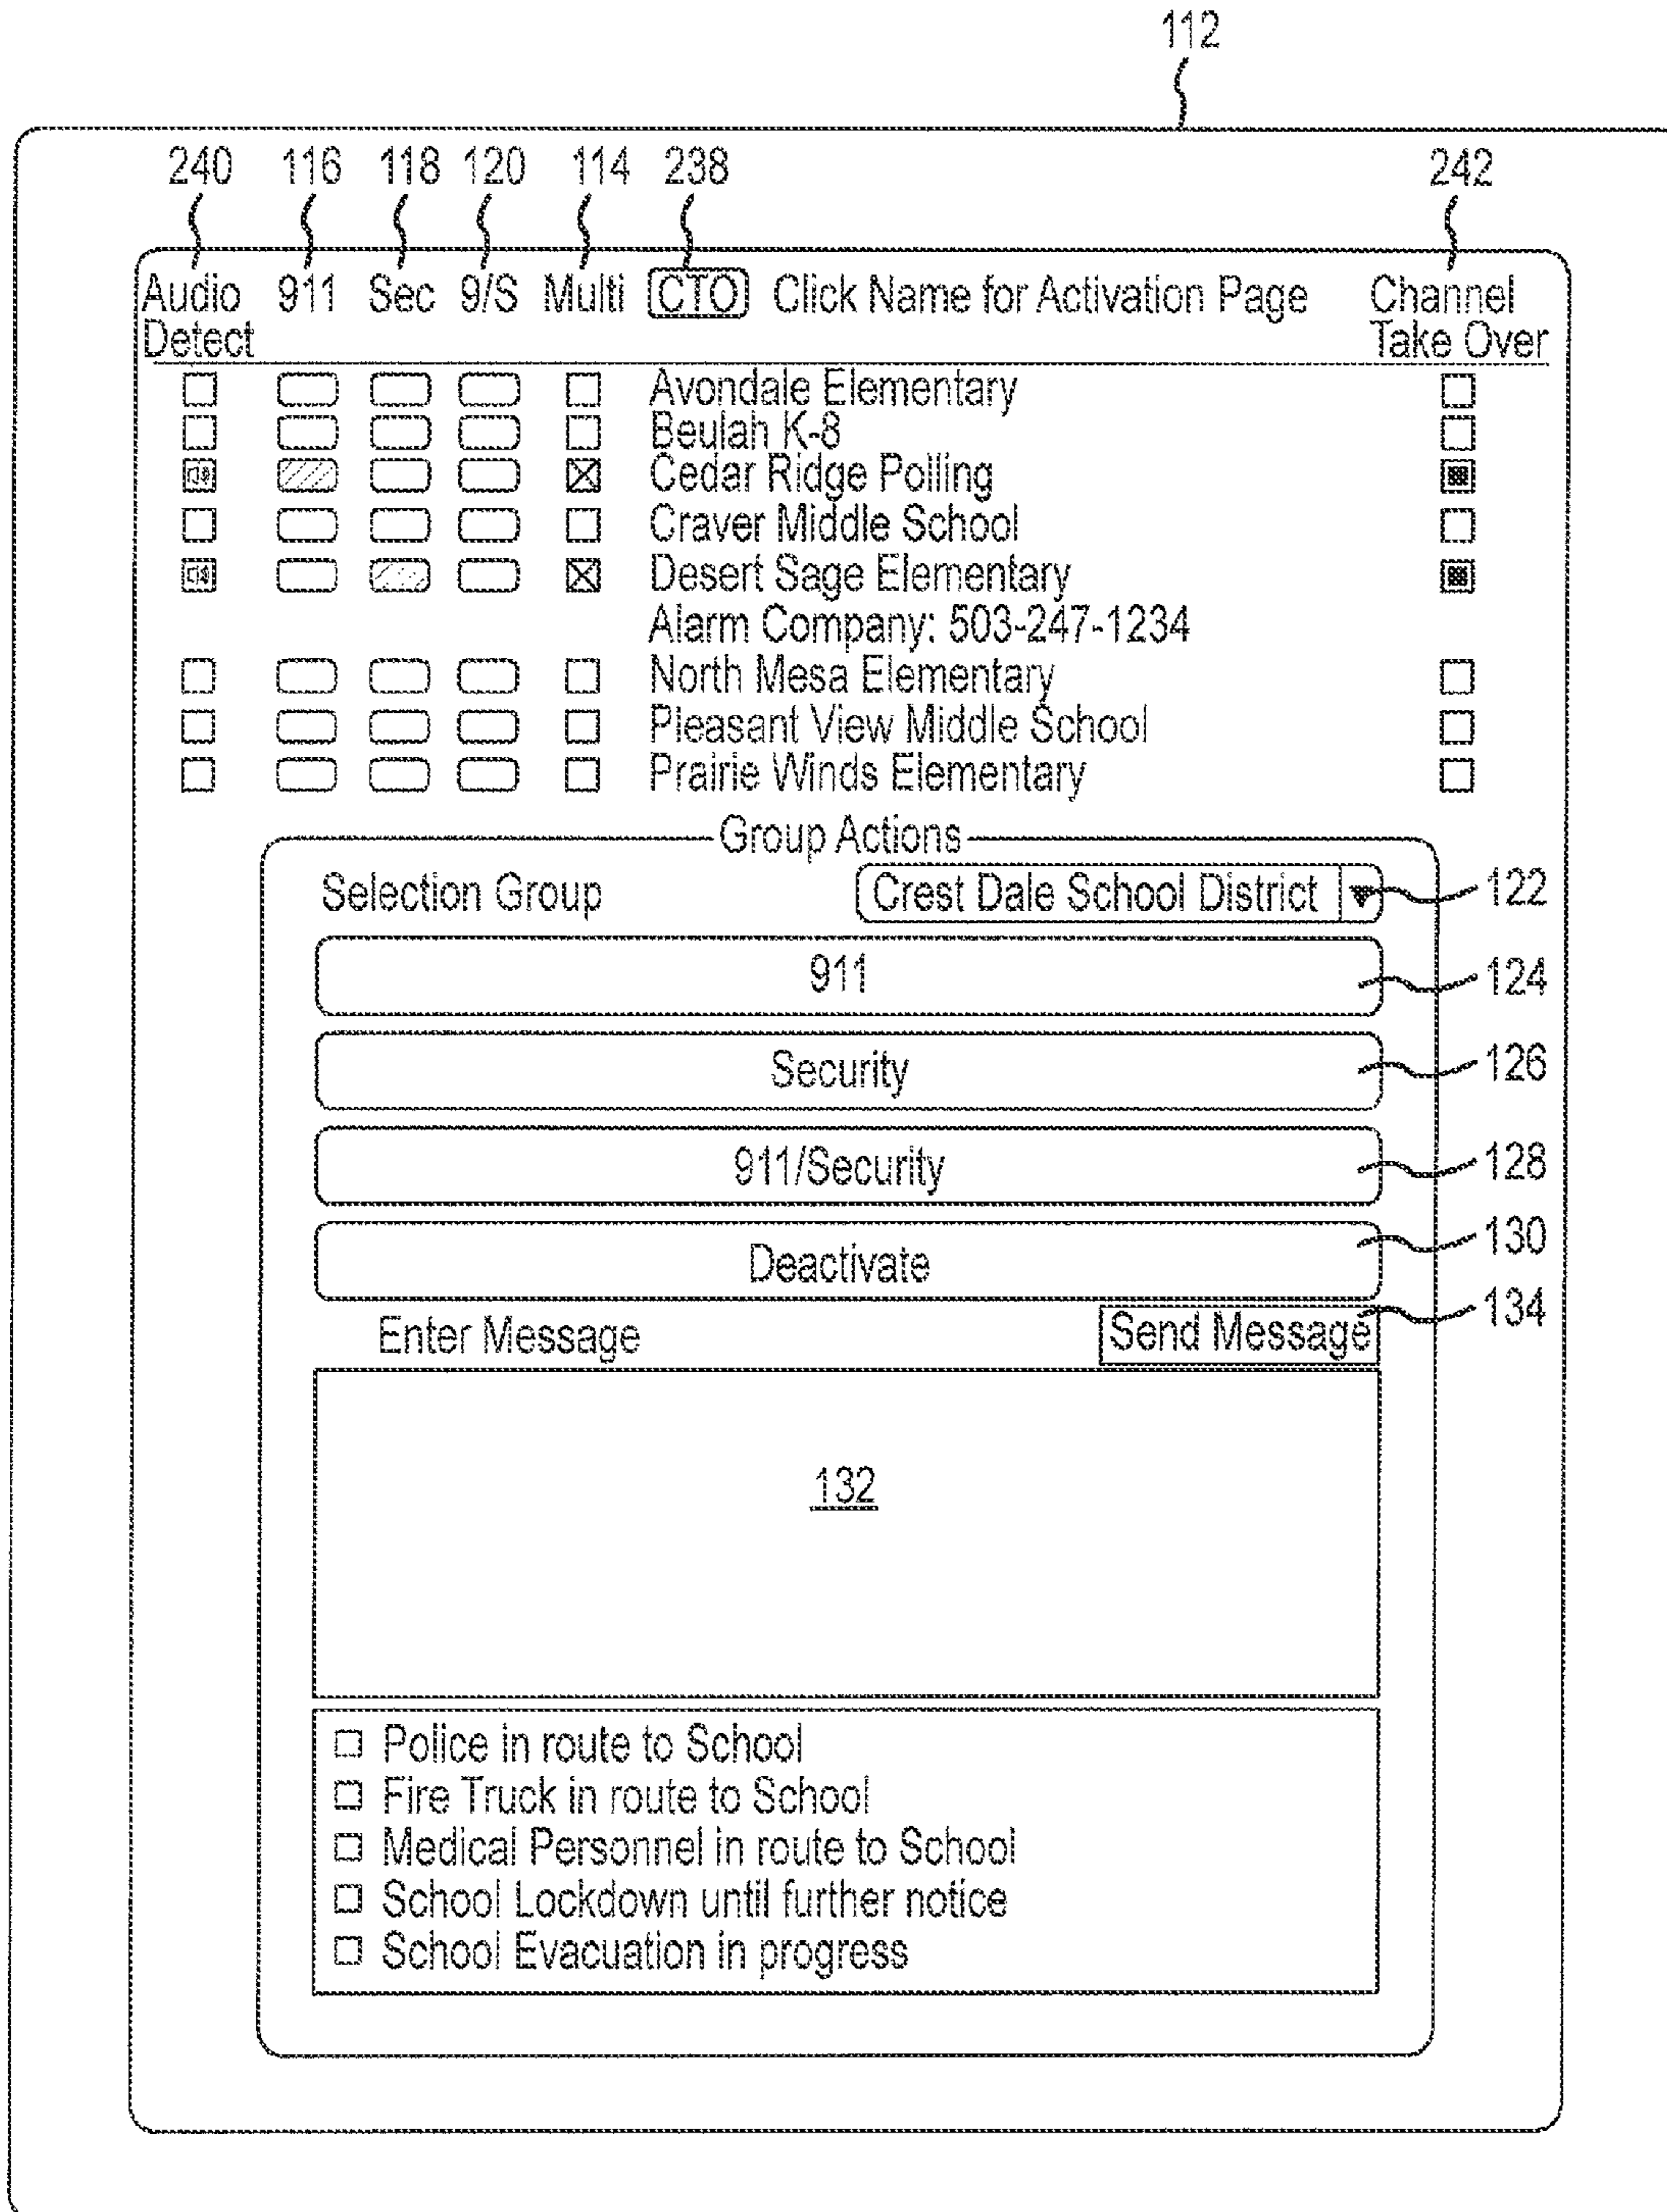 112
240 116 118 120 114 238 242
Audio 911 Sec 9/S Multi CTO Click Name for Activation Page Channel
Detect Take Over
Avondale Elementary
Beulah K-8
Cedar Ridge Polling
Craver Middle School
Desert Sage Elementary
Alarm Company: 503-247-1234
North Mesa Elementary
Pleasant View Middle School
Prairie Winds Elementary
Group Actions
Selection Group Crest Dale School District 122
911 124
Security 126
911/Security 128
Deactivate 130
134
Enter Message Send Message
132
Police in route to School
Fire Truck in route to School
Medical Personnel in route to School
School Lockdown until further notice
School Evacuation in progress